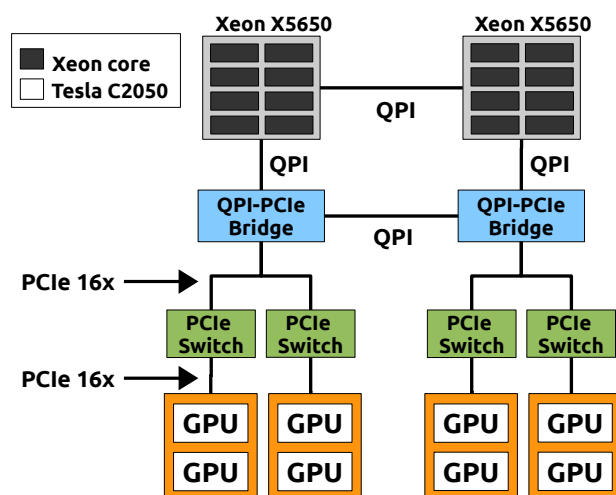 Xeon X5650
Xeon X5650
Xeon core
Tesla C2050
QPI
QPI
QPI
QPI-PCIe
Bridge
QPI-PCIe
Bridge
QPI
PCIe 16x
PCIe
Switch
PCIe
Switch
PCIe
Switch
PCIe
Switch
PCIe 16x
GPU
GPU
GPU
GPU
GPU
GPU
GPU
GPU